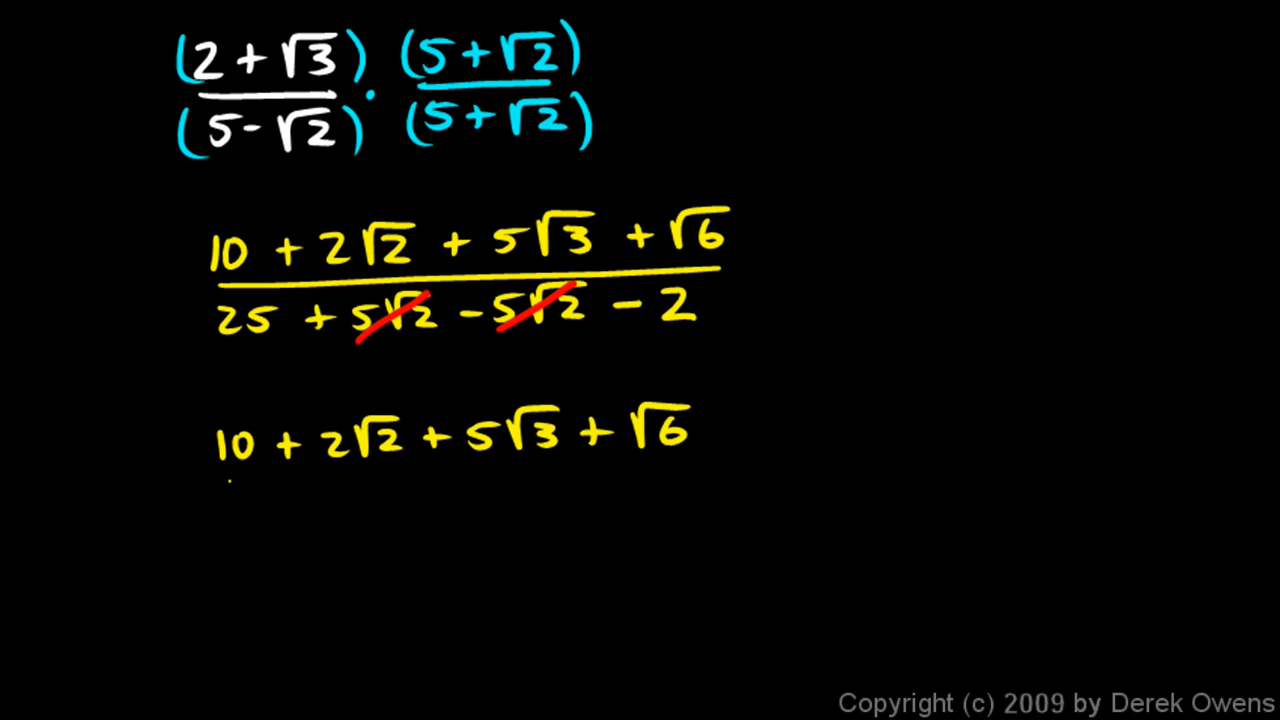 (2 + √3) · (5 + √2)
(5 - √2) (5 + √2)
10 + 2√2 + 5√3 + √6
25 + 5√2 - 5√2 - 2
10 + 2√2 + 5√3 + √6
Copyright (c) 2009 by Derek Owens